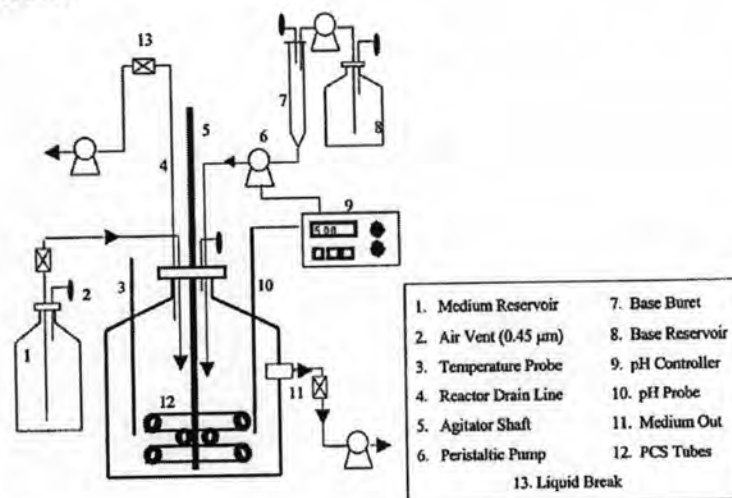 13
5
6
7
8
4
9
5.00
3
10
2
1
12
11
1. Medium Reservoir
2. Air Vent (0.45 µm)
3. Temperature Probe
4. Reactor Drain Line
5. Agitator Shaft
6. Peristaltic Pump
7. Base Buret
8. Base Reservoir
9. pH Controller
10. pH Probe
11. Medium Out
12. PCS Tubes
13. Liquid Break